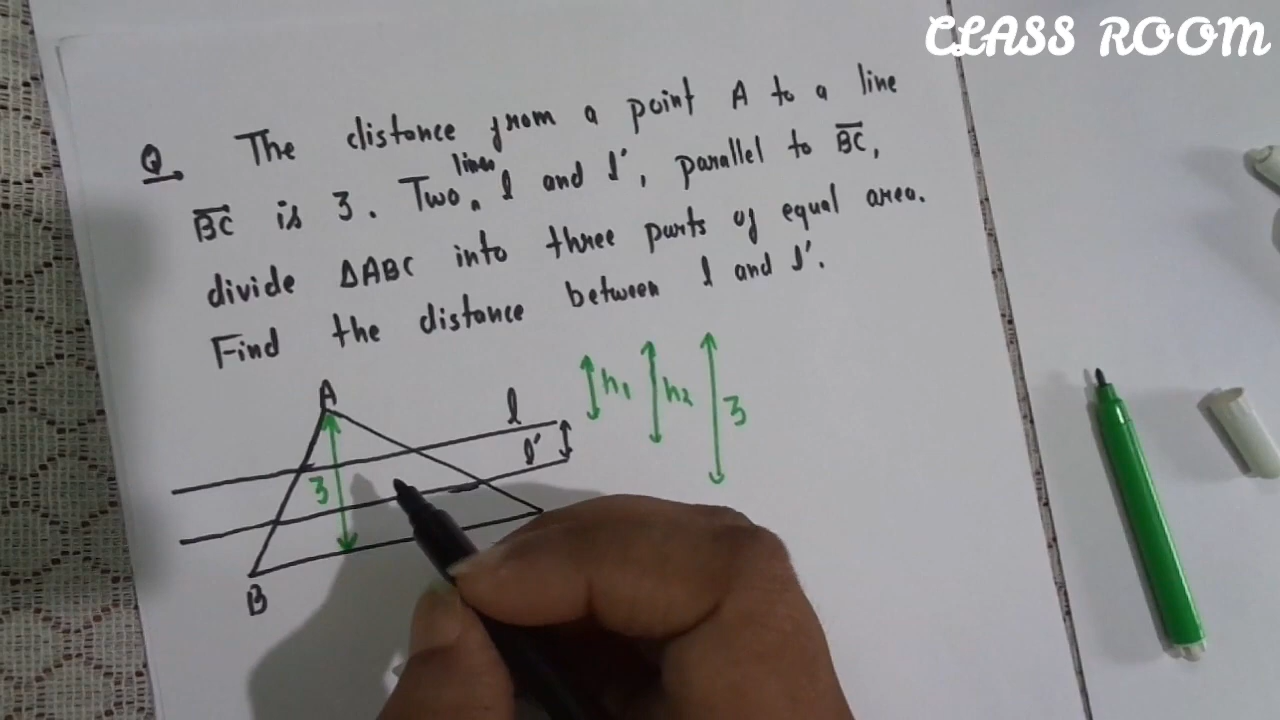 CLASS ROOM
Q The distance from a point A to a line
BC is 3. Two lines l and l', parallel to BC,
divide ΔABC into three parts of equal area.
Find the distance between l and l'.
A
l
l'
3
B
h1
h2
3